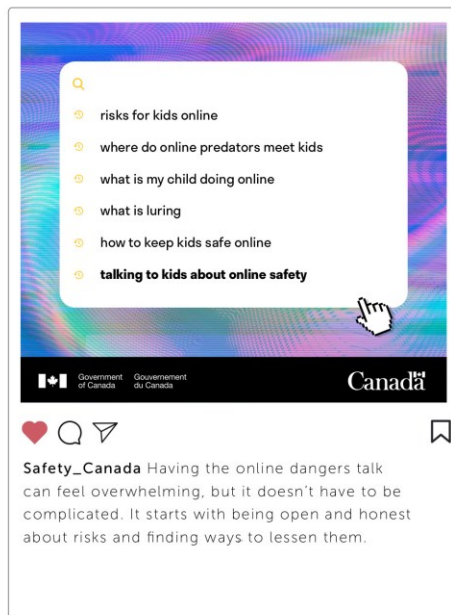 risks for kids online
where do online predators meet kids
what is my child doing online
what is luring
how to keep kids safe online
talking to kids about online safety
Government of Canada
Gouvernement du Canada
Canada
Safety_Canada Having the online dangers talk
can feel overwhelming, but it doesn’t have to be
complicated. It starts with being open and honest
about risks and finding ways to lessen them.